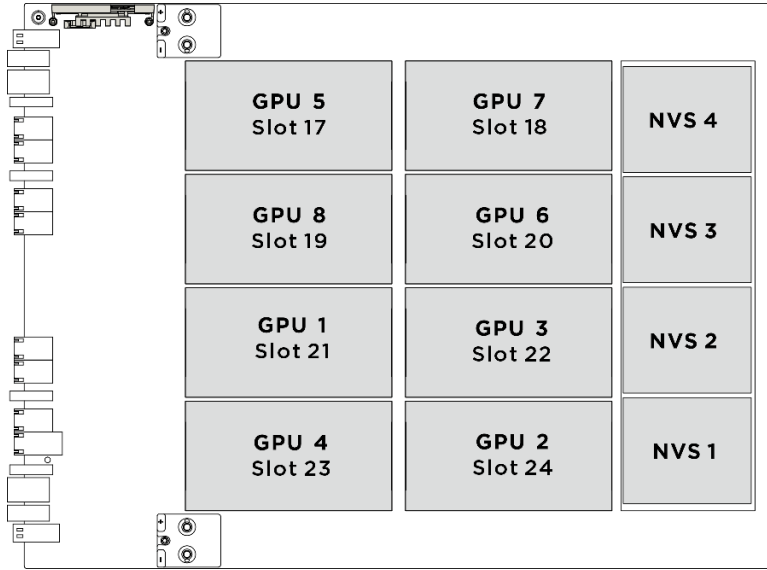 GPU 5
Slot 17
GPU 7
Slot 18
NVS 4
GPU 8
Slot 19
GPU 6
Slot 20
NVS 3
GPU 1
Slot 21
GPU 3
Slot 22
NVS 2
GPU 4
Slot 23
GPU 2
Slot 24
NVS 1